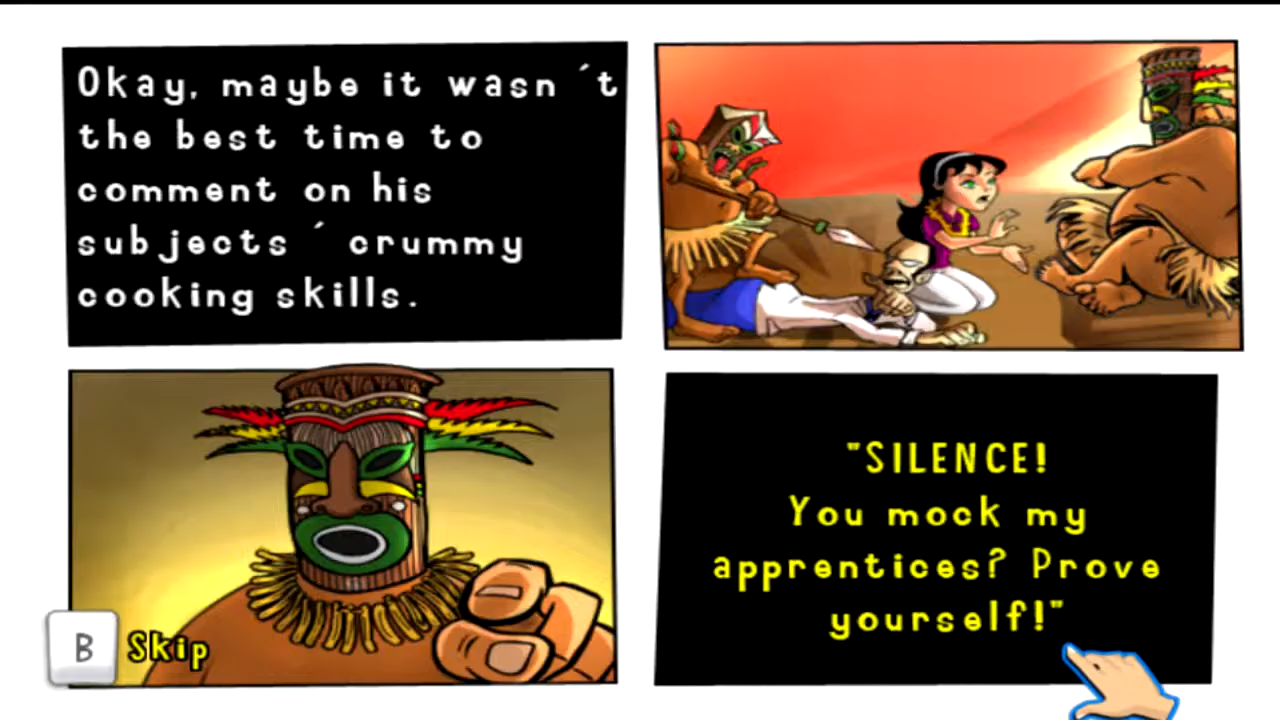 Okay, maybe it wasn ´t
the best time to
comment on his
subjects ´ crummy
cooking skills.
"SILENCE!
You mock my
apprentices? Prove
yourself!"
B Skip